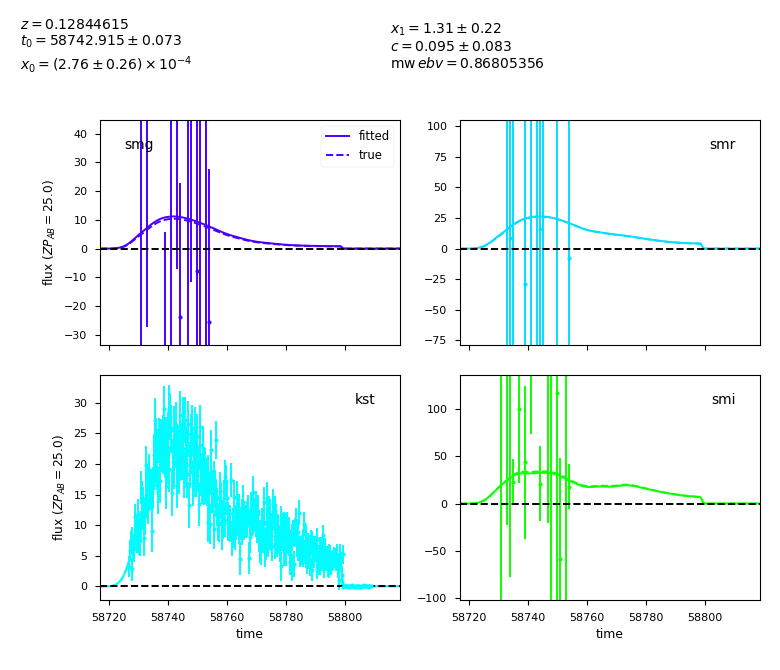 z = 0.12844615
t₀ = 58742.915 ± 0.073
x₀ = (2.76 ± 0.26) × 10⁻⁴
x₁ = 1.31 ± 0.22
c = 0.095 ± 0.083
mw ebv = 0.86805356
smg
fitted
true
40
30
20
10
0
−10
−20
−30
flux (ZP_AB = 25.0)
smr
100
75
50
25
0
−25
−50
−75
kst
30
25
20
15
10
5
0
flux (ZP_AB = 25.0)
58720 58740 58760 58780 58800
time
smi
100
50
0
−50
−100
58720 58740 58760 58780 58800
time